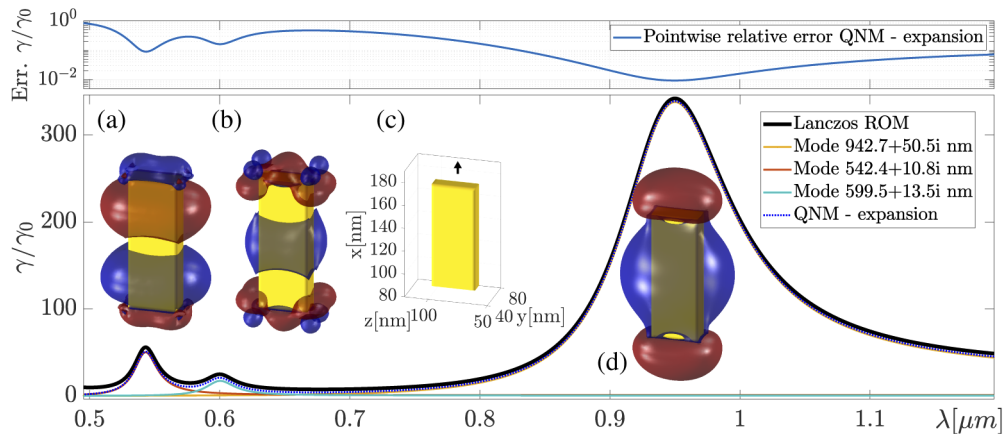 10^0
10^-2
Err. γ/γ0
Pointwise relative error QNM - expansion
300
200
100
0
γ/γ0
(a)
(b)
(c)
(d)
Lanczos ROM
Mode 942.7+50.5i nm
Mode 542.4+10.8i nm
Mode 599.5+13.5i nm
QNM - expansion
180
160
140
120
100
80
x[nm]
z[nm]
100
50
40
80
y[nm]
0.5
0.6
0.7
0.8
0.9
1
1.1
λ[μm]